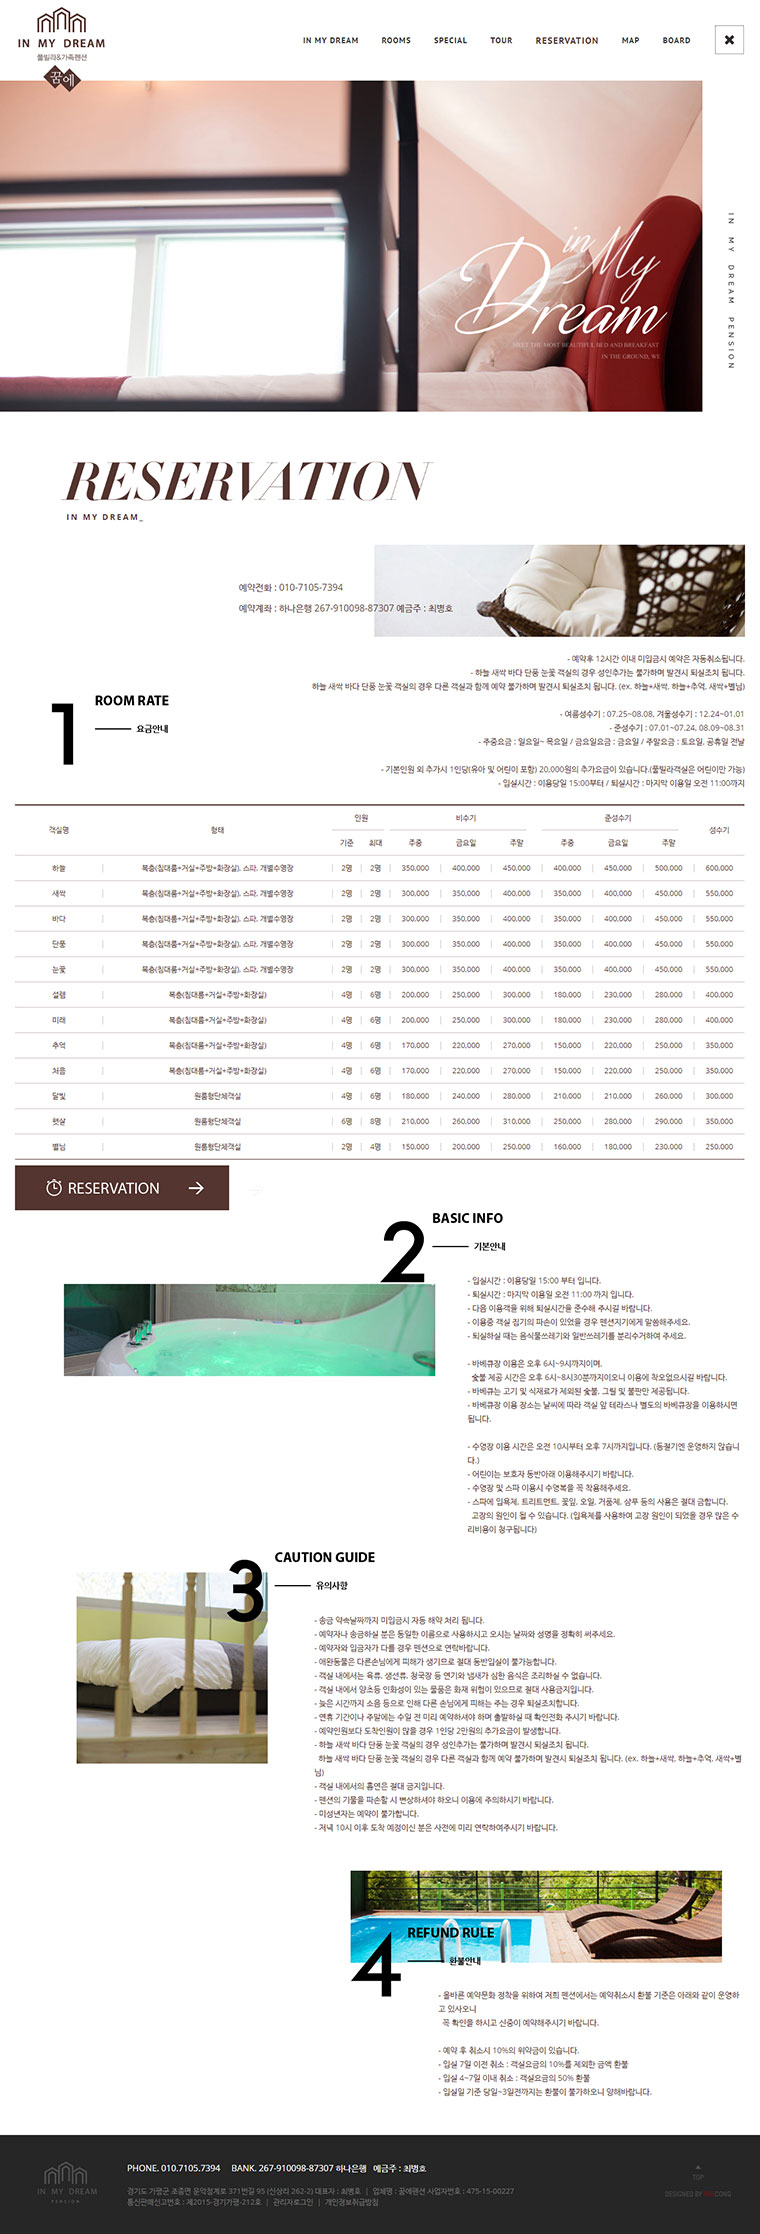 IN MY DREAM
풀빌라&가족펜션
꿈에
IN MY DREAM ROOMS SPECIAL TOUR RESERVATION MAP BOARD
in My Dream
MEET THE MOST BEAUTIFUL BED AND BREAKFAST
IN THE GROUND, WE
IN MY DREAM PENSION
RESERVATION
IN MY DREAM_
예약전화 : 010-7105-7394
예약계좌 : 하나은행 267-910098-87307 예금주 : 최병호
- 예약후 12시간 이내 미입금시 예약은 자동취소됩니다.
- 하늘 새싹 바다 단풍 눈꽃 객실의 경우 성인추가는 불가하며 발견시 퇴실조치 됩니다.
하늘 새싹 바다 단풍 눈꽃 객실의 경우 다른 객실과 함께 예약 불가하며 발견시 퇴실조치 됩니다. (ex. 하늘+새싹, 하늘+추억, 새싹+별님)
1 ROOM RATE
요금안내
- 여름성수기 : 07.25~08.08, 겨울성수기 : 12.24~01.01
- 준성수기 : 07.01~07.24, 08.09~08.31
- 주중요금 : 일요일~ 목요일 / 금요일요금 : 금요일 / 주말요금 : 토요일, 공휴일 전날
- 기본인원 외 추가시 1인당(유아 및 어린이 포함) 20,000원의 추가요금이 있습니다.(풀빌라객실은 어린이만 가능)
- 입실시간 : 이용당일 15:00부터 / 퇴실시간 : 마지막 이용일 오전 11:00까지
객실명 형태 인원 비수기 준성수기 성수기
기준 최대 주중 금요일 주말 주중 금요일 주말
하늘 복층(침대룸+거실+주방+화장실), 스파, 개별수영장 2명 2명 350,000 400,000 450,000 400,000 450,000 500,000 600,000
새싹 복층(침대룸+거실+주방+화장실), 스파, 개별수영장 2명 2명 300,000 350,000 400,000 350,000 400,000 450,000 550,000
바다 복층(침대룸+거실+주방+화장실), 스파, 개별수영장 2명 2명 300,000 350,000 400,000 350,000 400,000 450,000 550,000
단풍 복층(침대룸+거실+주방+화장실), 스파, 개별수영장 2명 2명 300,000 350,000 400,000 350,000 400,000 450,000 550,000
눈꽃 복층(침대룸+거실+주방+화장실), 스파, 개별수영장 2명 2명 300,000 350,000 400,000 350,000 400,000 450,000 550,000
설렘 복층(침대룸+거실+주방+화장실) 4명 6명 200,000 250,000 300,000 180,000 230,000 280,000 400,000
미래 복층(침대룸+거실+주방+화장실) 4명 6명 200,000 250,000 300,000 180,000 230,000 280,000 400,000
추억 복층(침대룸+거실+주방+화장실) 4명 6명 170,000 220,000 270,000 150,000 220,000 250,000 350,000
처음 복층(침대룸+거실+주방+화장실) 4명 6명 170,000 220,000 270,000 150,000 220,000 250,000 350,000
달빛 원룸형단체객실 4명 6명 180,000 240,000 280,000 210,000 210,000 260,000 300,000
햇살 원룸형단체객실 6명 8명 210,000 260,000 310,000 250,000 280,000 290,000 350,000
별님 원룸형단체객실 2명 4명 150,000 200,000 250,000 160,000 180,000 230,000 250,000
RESERVATION
2 BASIC INFO
기본안내
- 입실시간 : 이용당일 15:00 부터 입니다.
- 퇴실시간 : 마지막 이용일 오전 11:00 까지 입니다.
- 다음 이용객을 위해 퇴실시간을 준수해 주시길 바랍니다.
- 이용중 객실 집기의 파손이 있었을 경우 펜션지기에게 말씀해주세요.
- 퇴실하실 때는 음식물쓰레기와 일반쓰레기를 분리수거하여 주세요.
- 바베큐장 이용은 오후 6시~9시까지이며,
숯불 제공 시간은 오후 6시~8시30분까지이오니 이용에 착오없으시길 바랍니다.
- 바베큐는 고기 및 식재료가 제외된 숯불, 그릴 및 불판만 제공됩니다.
- 바베큐장 이용 장소는 날씨에 따라 객실 앞 테라스나 별도의 바베큐장을 이용하시면
됩니다.
- 수영장 이용 시간은 오전 10시부터 오후 7시까지입니다. (동절기엔 운영하지 않습니
다.)
- 어린이는 보호자 동반아래 이용해주시기 바랍니다.
- 수영장 및 스파 이용시 수영복을 꼭 착용해주세요.
- 스파에 입욕제, 트리트먼트, 꽃잎, 오일, 거품제, 샴푸 등의 사용은 절대 금합니다.
고장의 원인이 될 수 있습니다. (입욕제를 사용하여 고장 원인이 되었을 경우 많은 수
리비용이 청구됩니다)
3 CAUTION GUIDE
유의사항
- 송금 약속날짜까지 미입금시 자동 해약 처리 됩니다.
- 예약자나 송금하실 분은 동일한 이름으로 사용하시고 오시는 날짜와 성명을 정확히 써주세요.
- 예약자와 입금자가 다를 경우 펜션으로 연락바랍니다.
- 애완동물은 다른손님에게 피해가 생기므로 절대 동반입실이 불가능합니다.
- 객실 내에서는 육류, 생선류, 청국장 등 연기와 냄새가 심한 음식은 조리하실 수 없습니다.
- 객실 내에서 양초등 인화성이 있는 물품은 화재 위험이 있으므로 절대 사용금지입니다.
- 늦은 시간까지 소음 등으로 인해 다른 손님에게 피해는 주는 경우 퇴실조치합니다.
- 연휴 기간이나 주말에는 수일 전 미리 예약하셔야 하며 출발하실 때 확인전화 주시기 바랍니다.
- 예약인원보다 도착인원이 많을 경우 1인당 2만원의 추가요금이 발생합니다.
- 하늘 새싹 바다 단풍 눈꽃 객실의 경우 성인추가는 불가하며 발견시 퇴실조치 됩니다.
하늘 새싹 바다 단풍 눈꽃 객실의 경우 다른 객실과 함께 예약 불가하며 발견시 퇴실조치 됩니다. (ex. 하늘+새싹, 하늘+추억, 새싹+별
님)
- 객실 내에서의 흡연은 절대 금지입니다.
- 펜션의 기물을 파손할 시 변상하셔야 하오니 이용에 주의하시기 바랍니다.
- 미성년자는 예약이 불가합니다.
- 저녁 10시 이후 도착 예정이신 분은 사전에 미리 연락하여주시기 바랍니다.
4 REFUND RULE
환불안내
- 올바른 예약문화 정착을 위하여 저희 펜션에서는 예약취소시 환불 기준은 아래와 같이 운영하
고 있사오니
꼭 확인을 하시고 신중이 예약해주시기 바랍니다.
- 예약 후 취소시 10%의 위약금이 있습니다.
- 입실 7일 이전 취소 : 객실요금의 10%를 제외한 금액 환불
- 입실 4~7일 이내 취소 : 객실요금의 50% 환불
- 입실일 기준 당일~3일전까지는 환불이 불가하오니 양해바랍니다.
IN MY DREAM
PENSION
PHONE. 010.7105.7394 BANK. 267-910098-87307 하나은행 예금주 : 최병호
경기도 가평군 조종면 운악청계로 371번길 95 (신상리 262-2) 대표자 : 최병호 | 업체명 : 꿈에펜션 사업자번호 : 475-15-00227
통신판매신고번호 : 제2015-경기가평-212호 | 관리자로그인 | 개인정보취급방침
TOP
DESIGNED BY